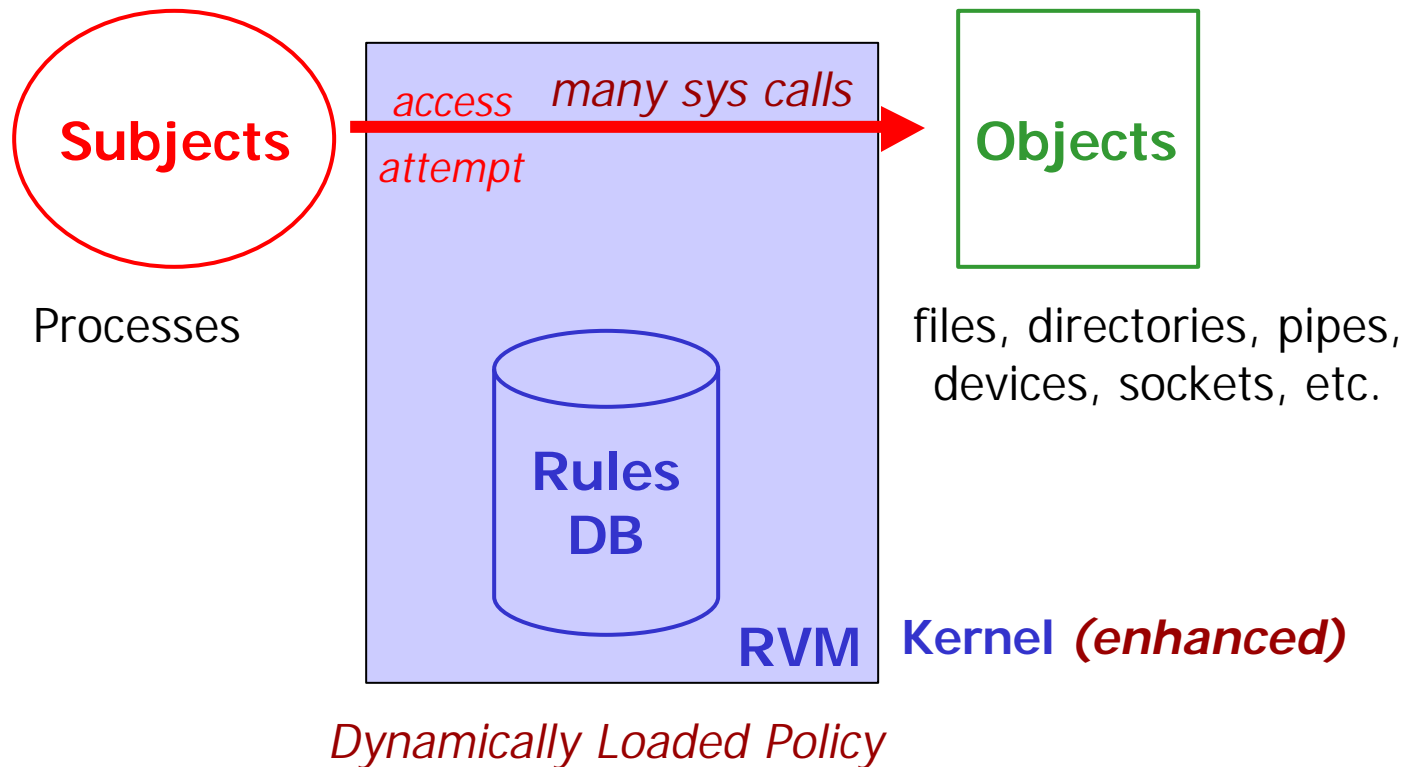 Subjects
access many sys calls
attempt
Objects
Processes
files, directories, pipes,
devices, sockets, etc.
Rules
DB
RVM
Kernel (enhanced)
Dynamically Loaded Policy